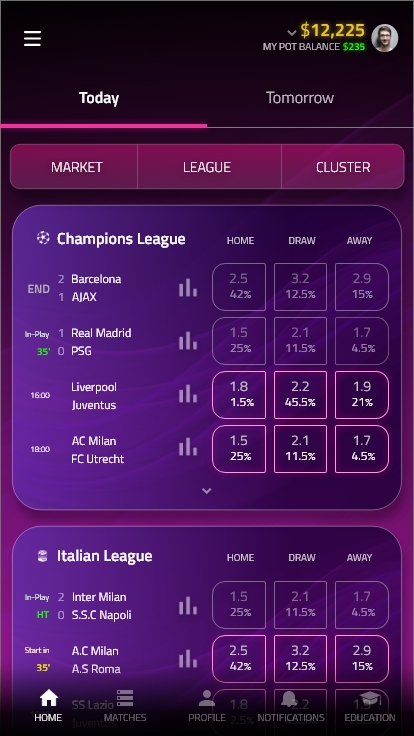 $12,225
MY POT BALANCE $235
Today Tomorrow
MARKET LEAGUE CLUSTER
Champions League HOME DRAW AWAY
END 2 Barcelona 2.5 3.2 2.9
1 AJAX 42% 12.5% 15%
In-Play 1 Real Madrid 1.5 2.1 1.7
35' 0 PSG 25% 11.5% 4.5%
16:00 Liverpool 1.8 2.2 1.9
Juventus 1.5% 45.5% 21%
18:00 AC Milan 1.5 2.1 1.7
FC Utrecht 25% 11.5% 4.5%
Italian League HOME DRAW AWAY
In-Play 2 Inter Milan 1.5 2.1 1.7
HT 0 S.S.C Napoli 25% 11.5% 4.5%
Start in A.C Milan 2.5 3.2 2.9
35' A.S Roma 42% 12.5% 15%
SS Lazio 1.8
HOME MATCHES PROFILE NOTIFICATIONS EDUCATION